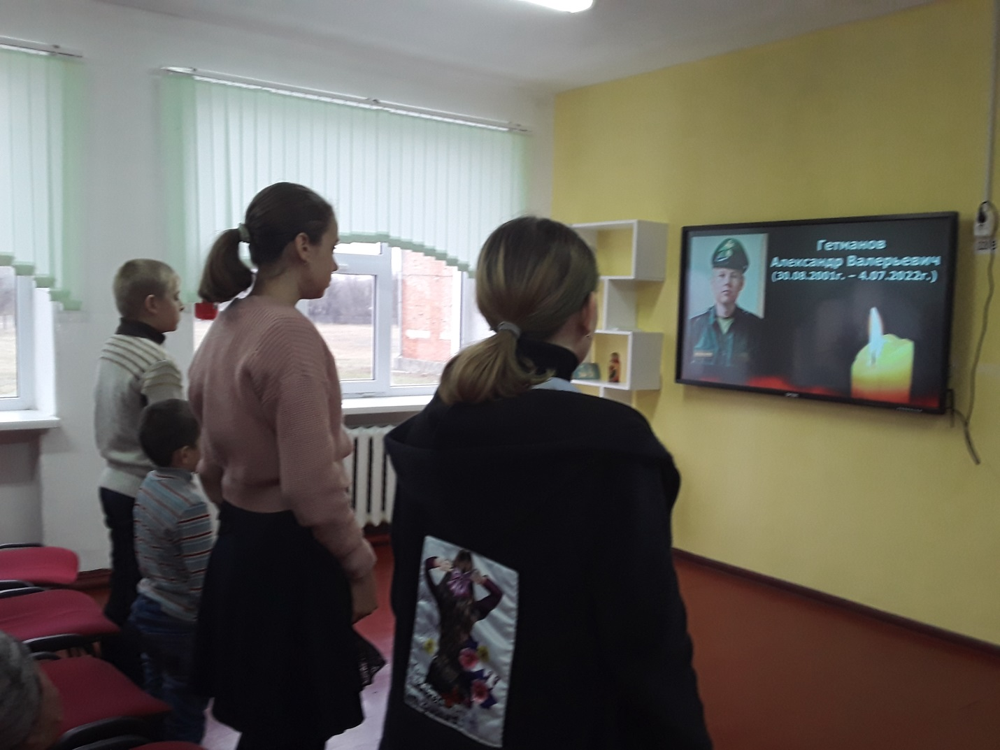 Гетманов
Александр Валерьевич
(30.08.2001г. – 4.07.2022г.)